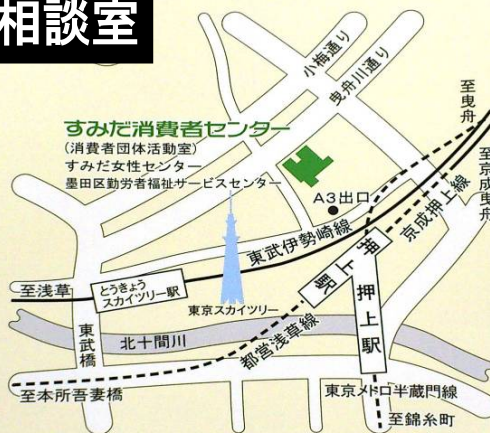 相談室
小梅通り
曳舟川通り
至曳舟
至京成曳舟
すみだ消費者センター
(消費者団体活動室)
すみだ女性センター
墨田区勤労者福祉サービスセンター
A3出口
京成押上線
東武伊勢崎線
押上駅
押上駅
至浅草
とうきょう
スカイツリー駅
東京スカイツリー
東武橋
北十間川
都営浅草線
至本所吾妻橋
東京メトロ半蔵門線
至錦糸町